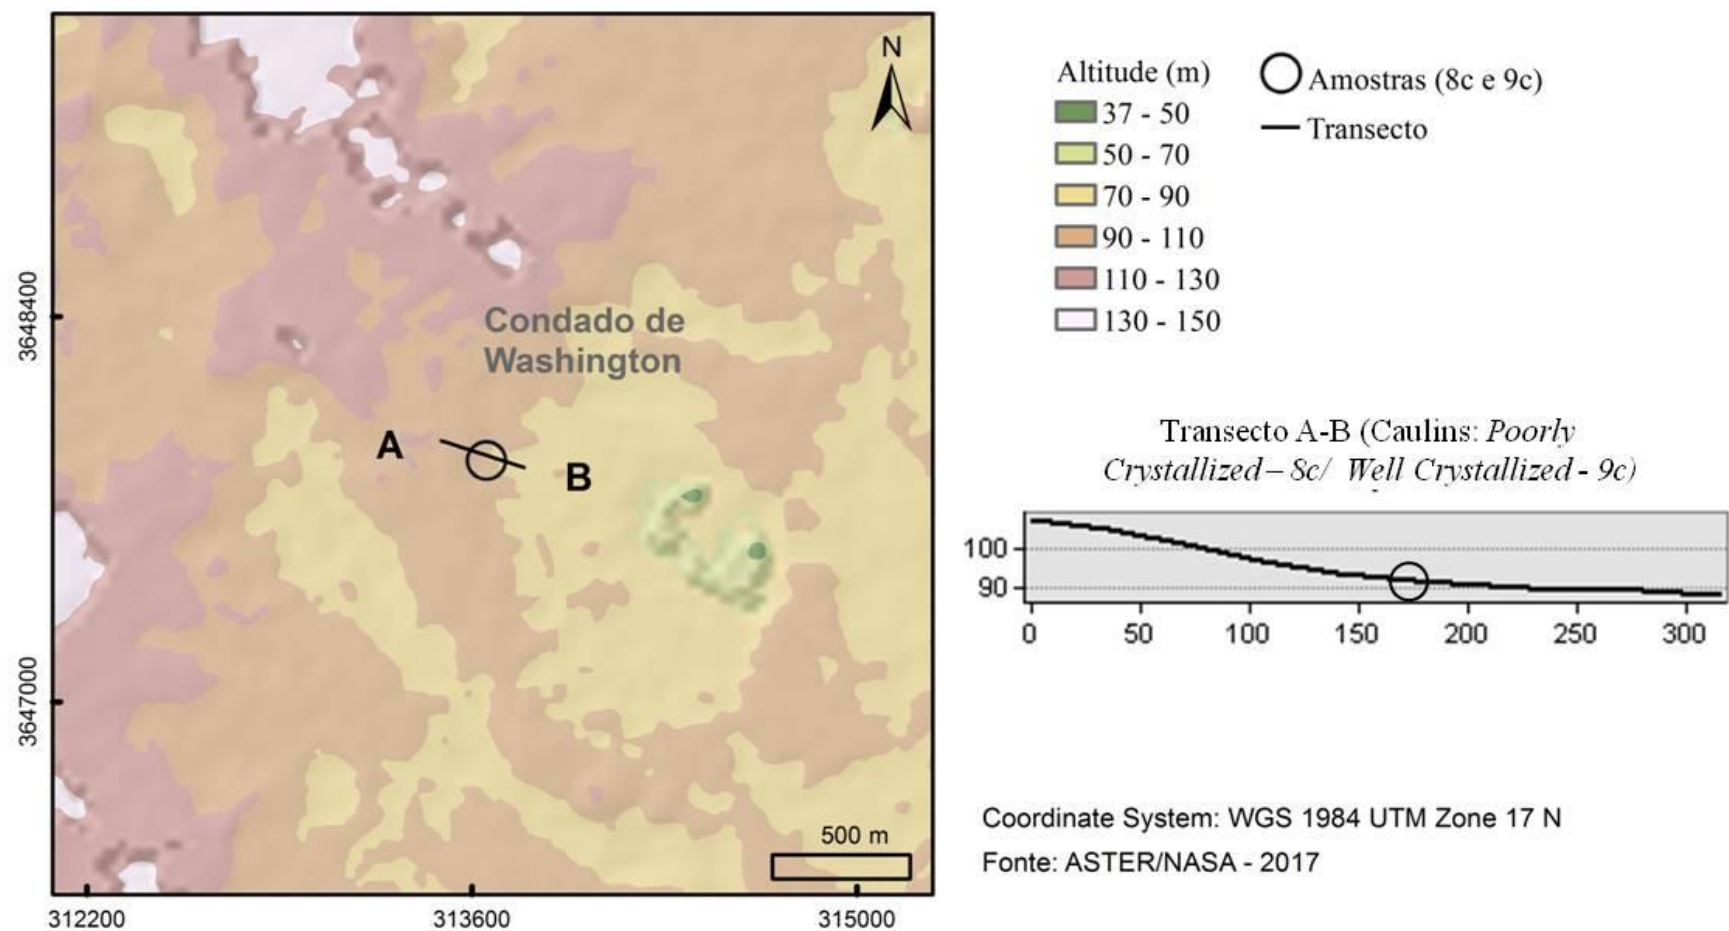 N
3648400
3647000
Condado de
Washington
A
B
500 m
312200
313600
315000
Altitude (m)
37 - 50
50 - 70
70 - 90
90 - 110
110 - 130
130 - 150
Amostras (8c e 9c)
Transecto
Transecto A-B (Caulins: Poorly
Crystallized – 8c/ Well Crystallized - 9c)
100
90
0 50 100 150 200 250 300
Coordinate System: WGS 1984 UTM Zone 17 N
Fonte: ASTER/NASA - 2017